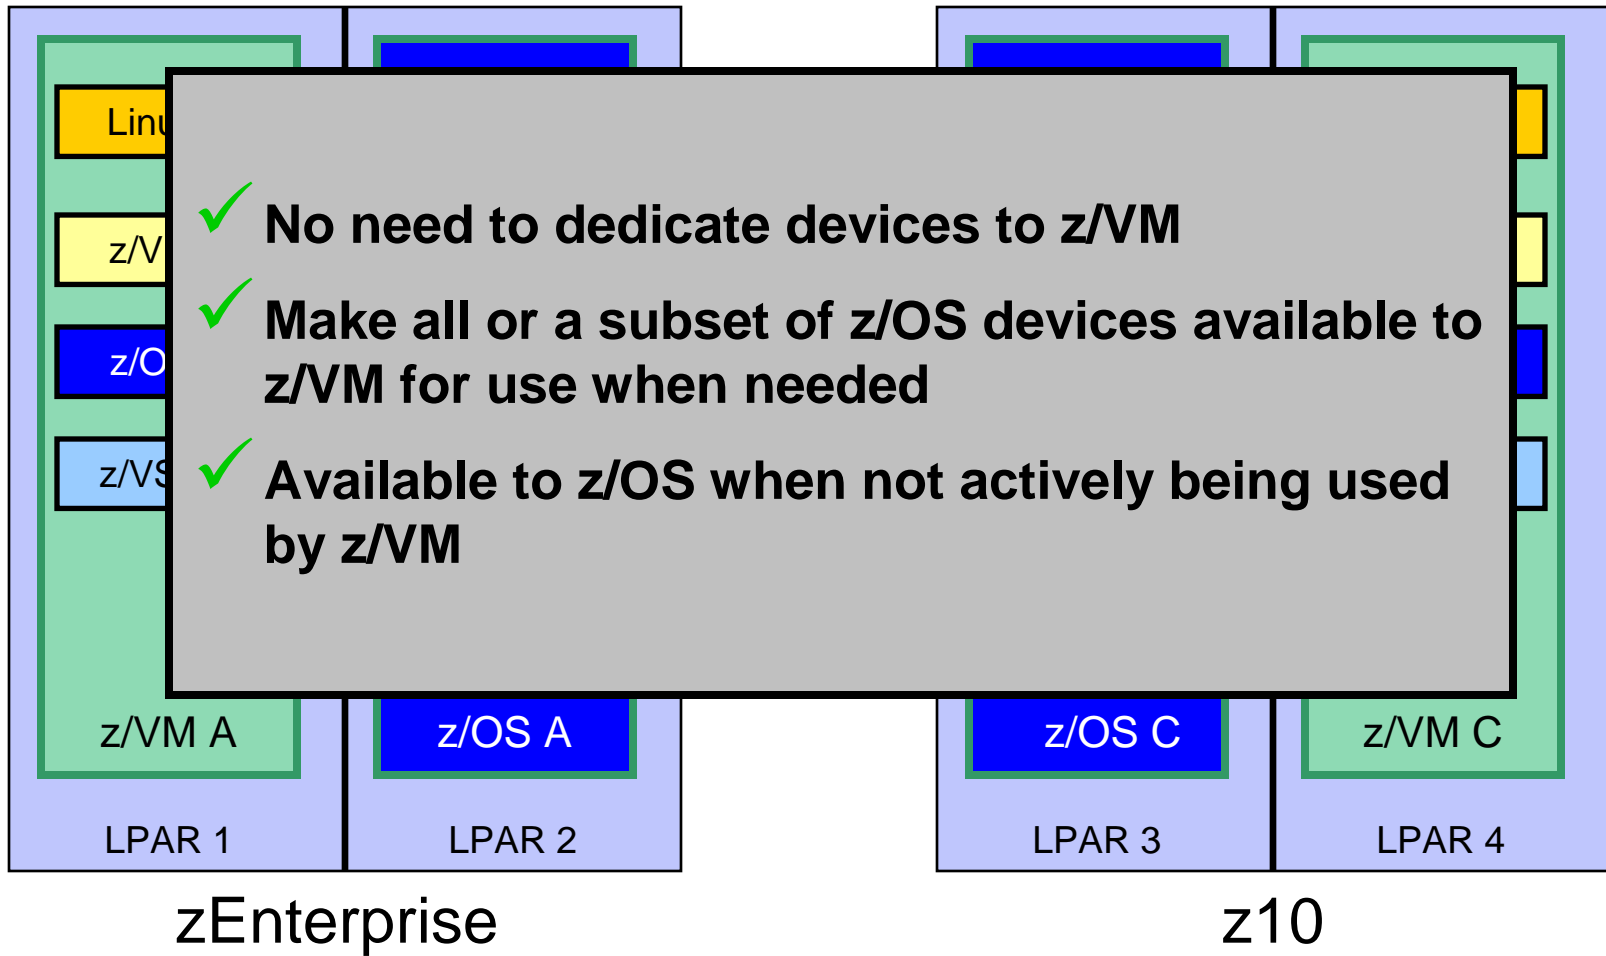 No need to dedicate devices to z/VM
Make all or a subset of z/OS devices available to
z/VM for use when needed
Available to z/OS when not actively being used
by z/VM
z/VM A
z/OS A
z/OS C
z/VM C
LPAR 1
LPAR 2
LPAR 3
LPAR 4
zEnterprise
z10